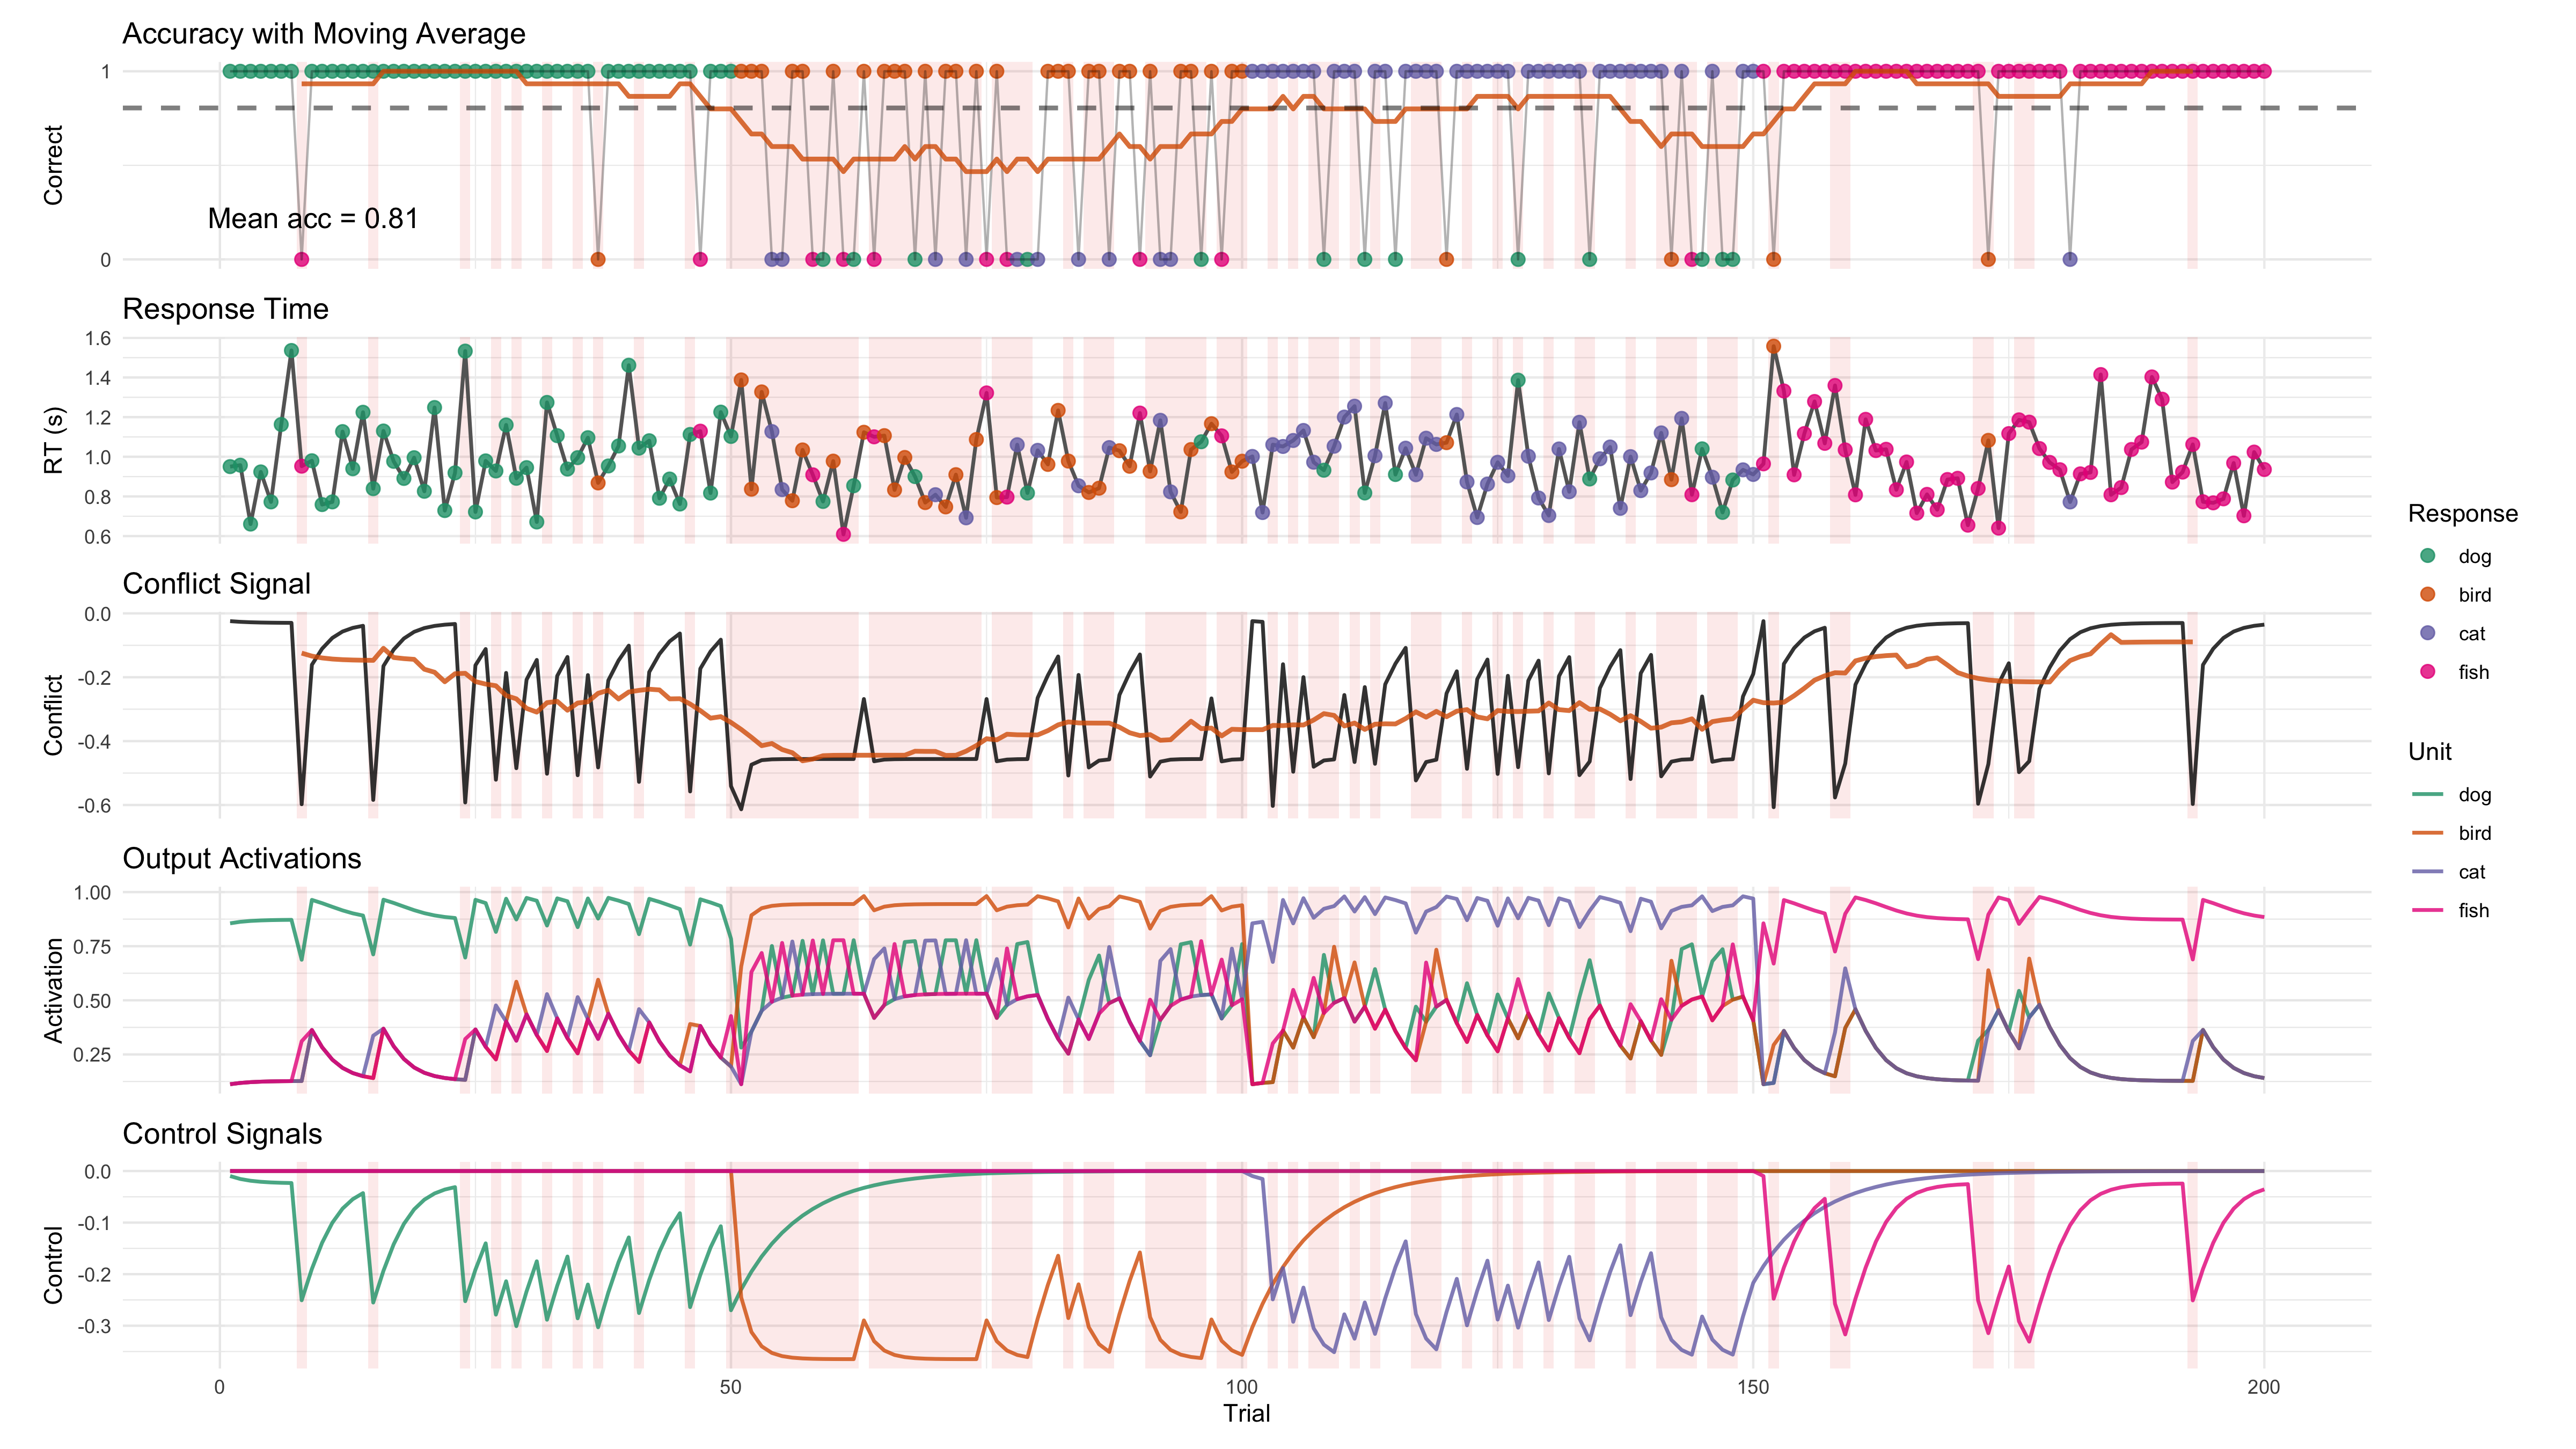 Accuracy with Moving Average
1
Correct
Mean acc = 0.81
0
Response Time
1.6
1.4
1.2
RT (s)
1.0
0.8
0.6
Conflict Signal
0.0
-0.2
Conflict
-0.4
-0.6
Output Activations
1.00
0.75
Activation
0.50
0.25
Control Signals
0.0
-0.1
Control
-0.2
-0.3
0 50 100 150 200
Trial
Response
dog
bird
cat
fish
Unit
dog
bird
cat
fish